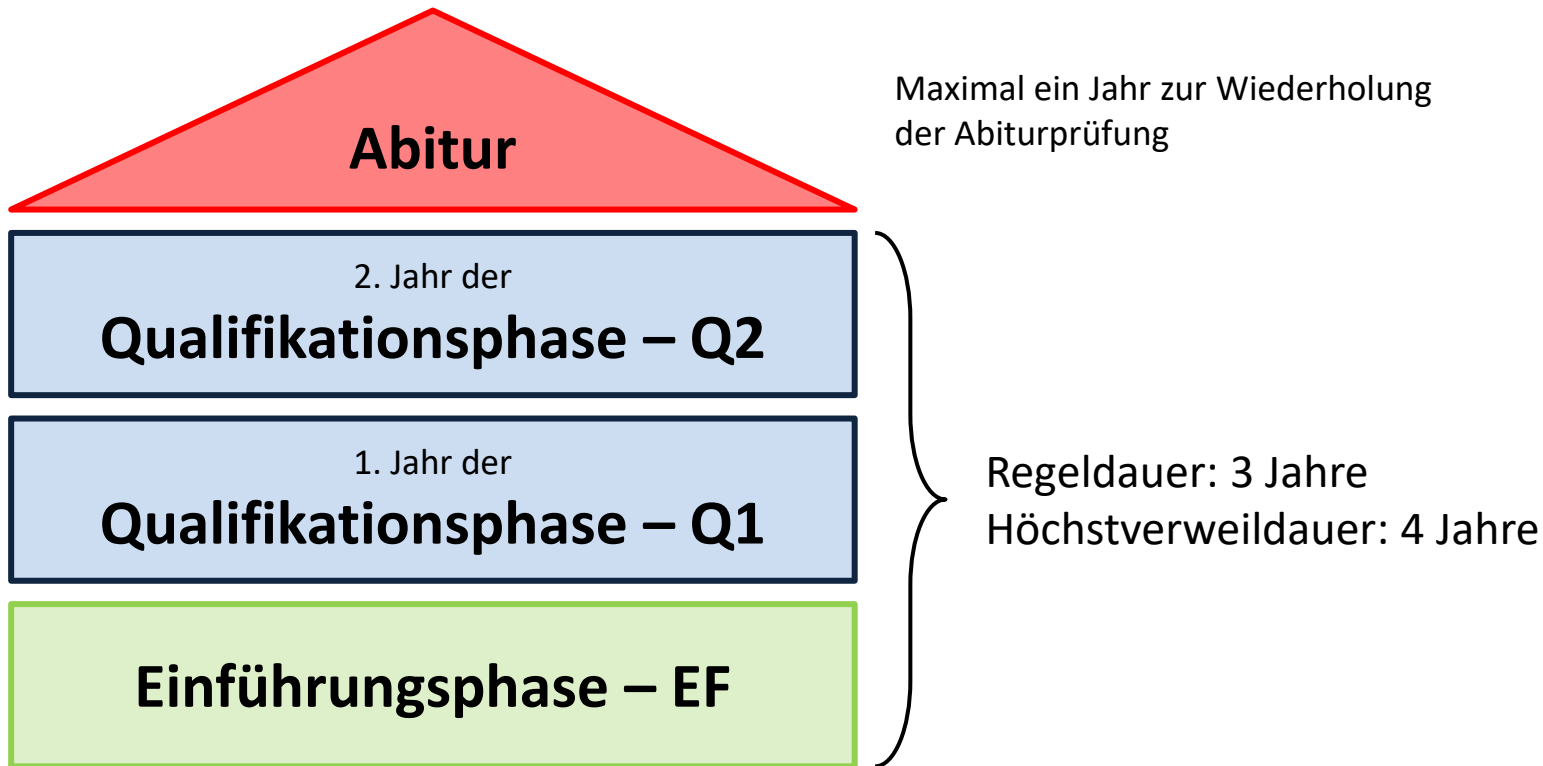 Maximal ein Jahr zur Wiederholung
der Abiturprüfung
Abitur
2. Jahr der
Qualifikationsphase – Q2
1. Jahr der
Qualifikationsphase – Q1
Regeldauer: 3 Jahre
Höchstverweildauer: 4 Jahre
Einführungsphase – EF